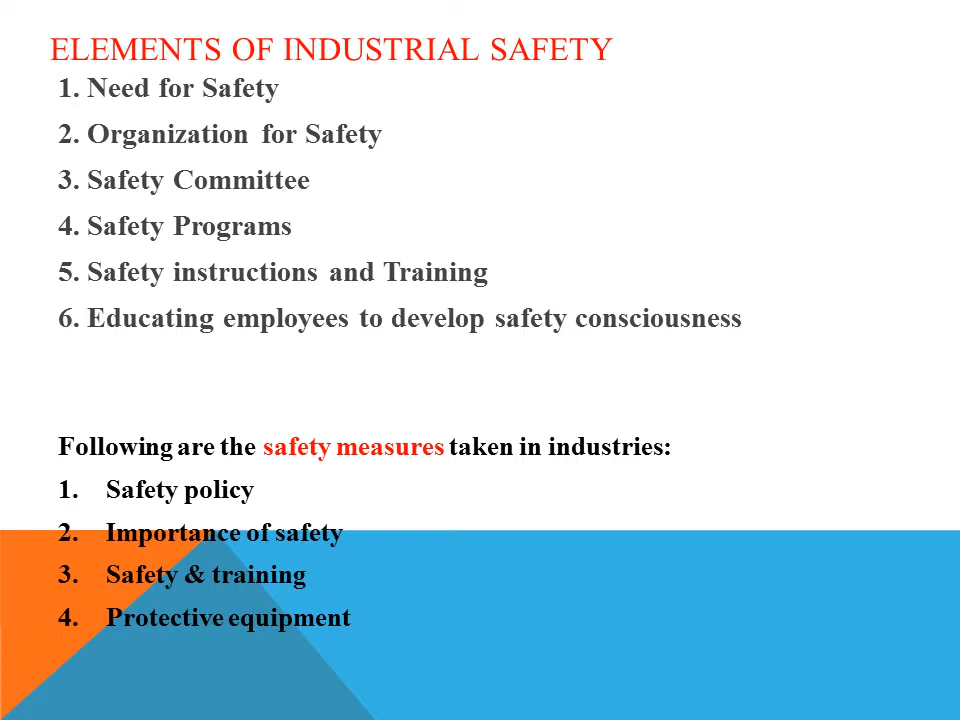 ELEMENTS OF INDUSTRIAL SAFETY
1. Need for Safety
2. Organization for Safety
3. Safety Committee
4. Safety Programs
5. Safety instructions and Training
6. Educating employees to develop safety consciousness
Following are the safety measures taken in industries:
1. Safety policy
2. Importance of safety
3. Safety & training
4. Protective equipment